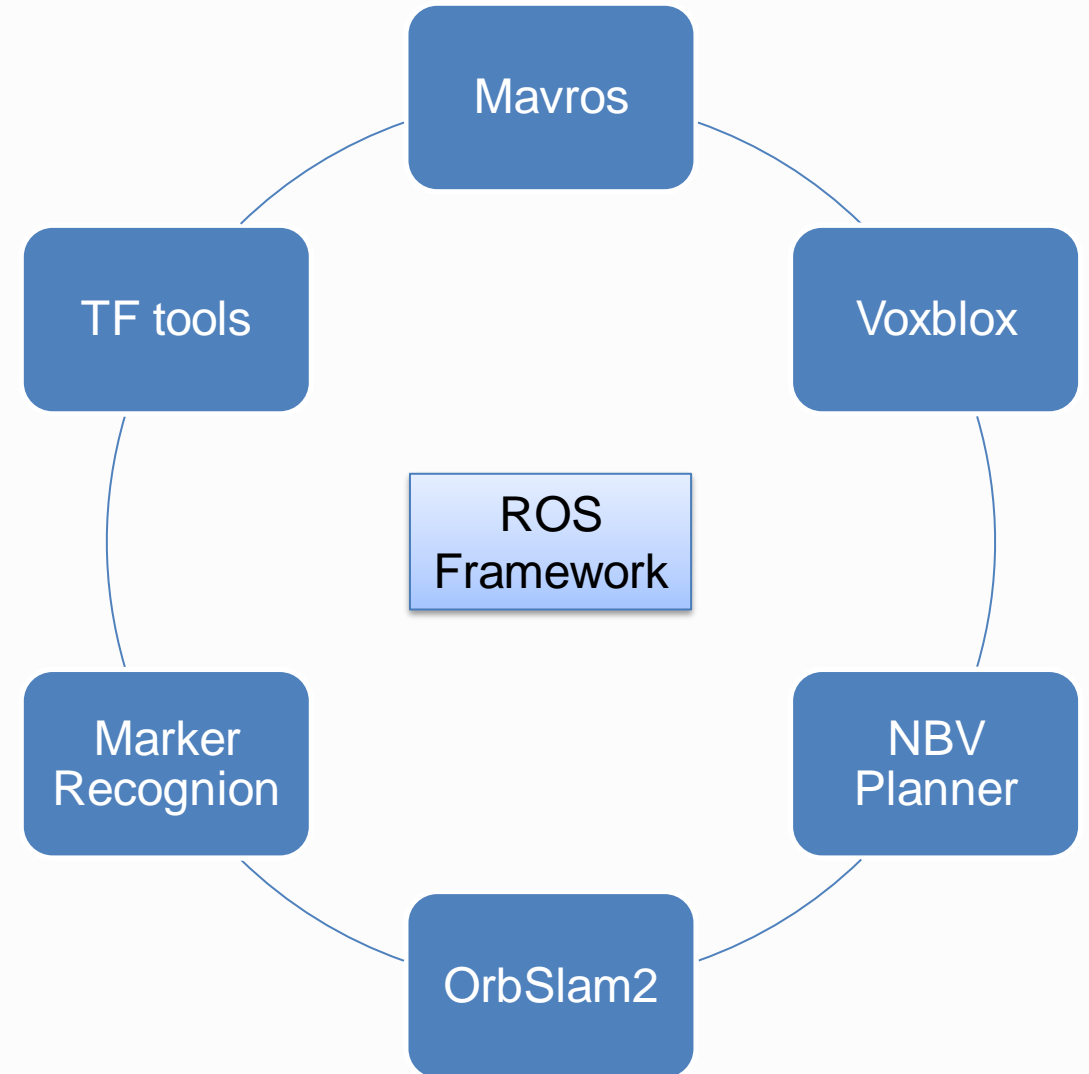 Mavros
TF tools
Voxblox
ROS
Framework
Marker
Recognion
NBV
Planner
OrbSlam2